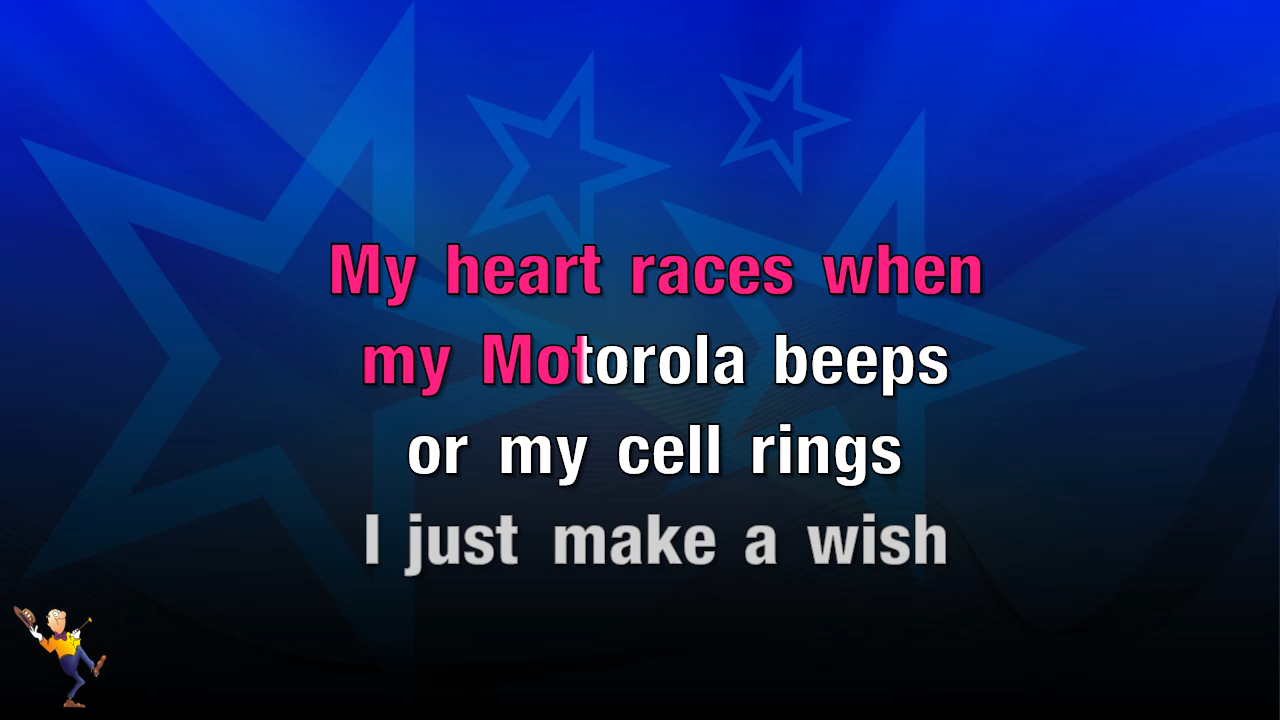 My heart races when
my Motorola beeps
or my cell rings
I just make a wish